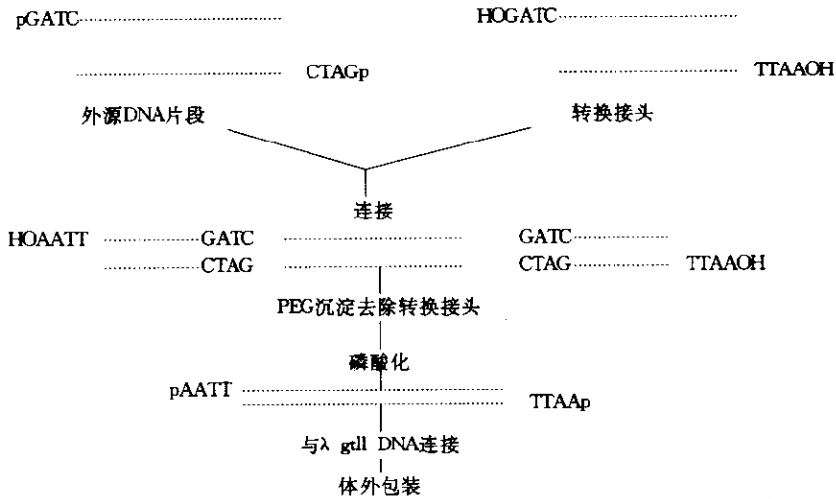 pGATC HOGATC
CTAGp TTAAOH
外源DNA片段 转换接头
连接
HOAATT GATC GATC
CTAG CTAG TTAAOH
PEG沉淀去除转换接头
磷酸化
pAATT TTAAp
与λ gtll DNA连接
体外包装